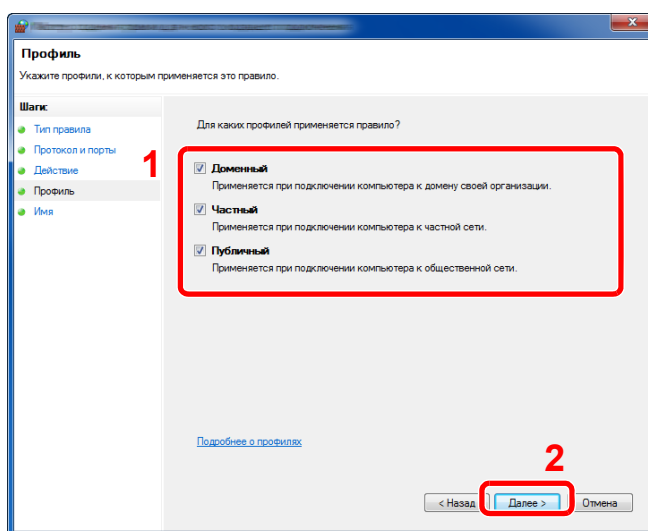 Профиль
Укажите профили, к которым применяется это правило.
Шаги:
Тип правила
Протокол и порты
Действие
Профиль
Имя
Для каких профилей применяется правило?
1
Доменный
Применяется при подключении компьютера к домену своей организации.
Частный
Применяется при подключении компьютера к частной сети.
Публичный
Применяется при подключении компьютера к общественной сети.
Подробнее о профилях
2
< Назад
Далее >
Отмена